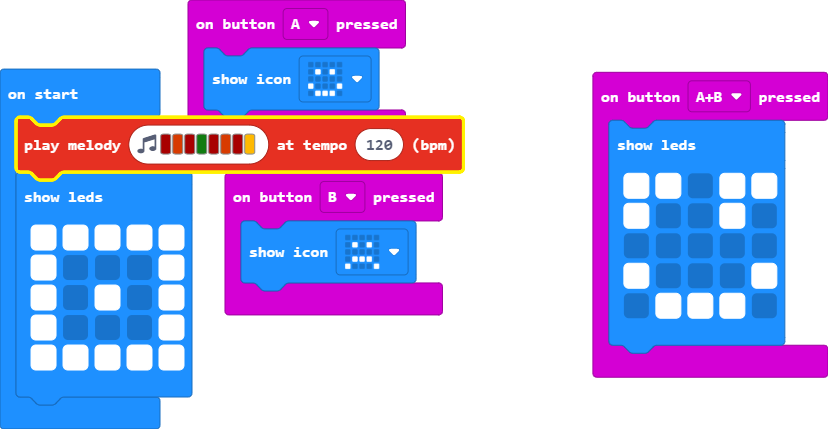 on button A pressed
show icon
on start
play melody at tempo 120 (bpm)
show leds
on button B pressed
show icon
on button A+B pressed
show leds